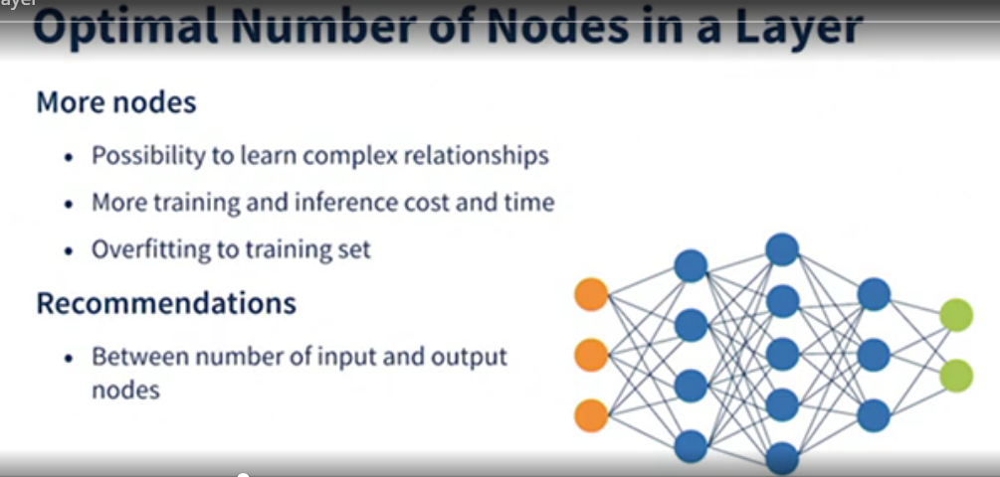 ayer
Optimal Number of Nodes in a Layer
More nodes
• Possibility to learn complex relationships
• More training and inference cost and time
• Overfitting to training set
Recommendations
• Between number of input and output
nodes